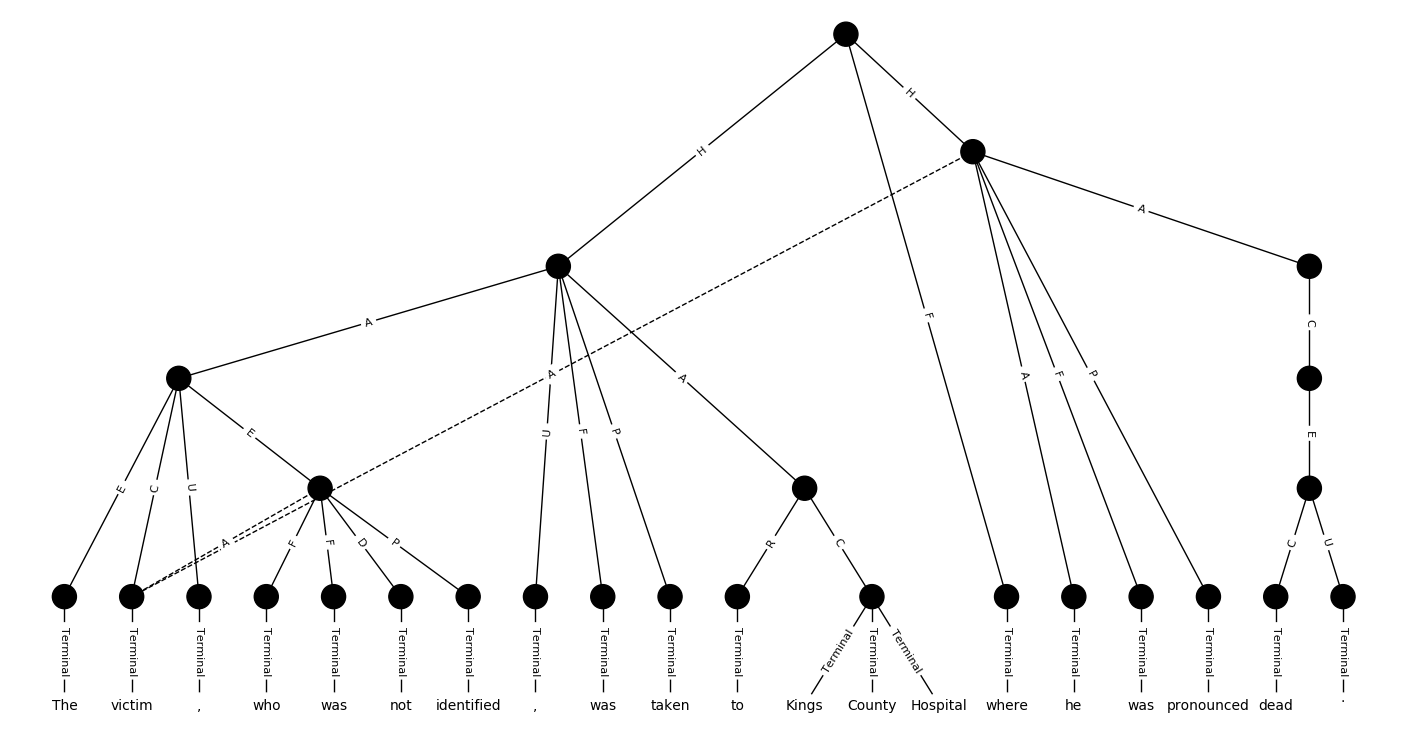 H
H
A
A
F
A
U
F
P
A
A
F
P
C
E
E
E
C
U
A
F
F
D
P
R
C
C
U
Terminal Terminal Terminal Terminal Terminal Terminal Terminal Terminal Terminal Terminal Terminal Terminal Terminal Terminal Terminal Terminal Terminal Terminal Terminal Terminal
The victim , who was not identified , was taken to Kings County Hospital where he was pronounced dead .